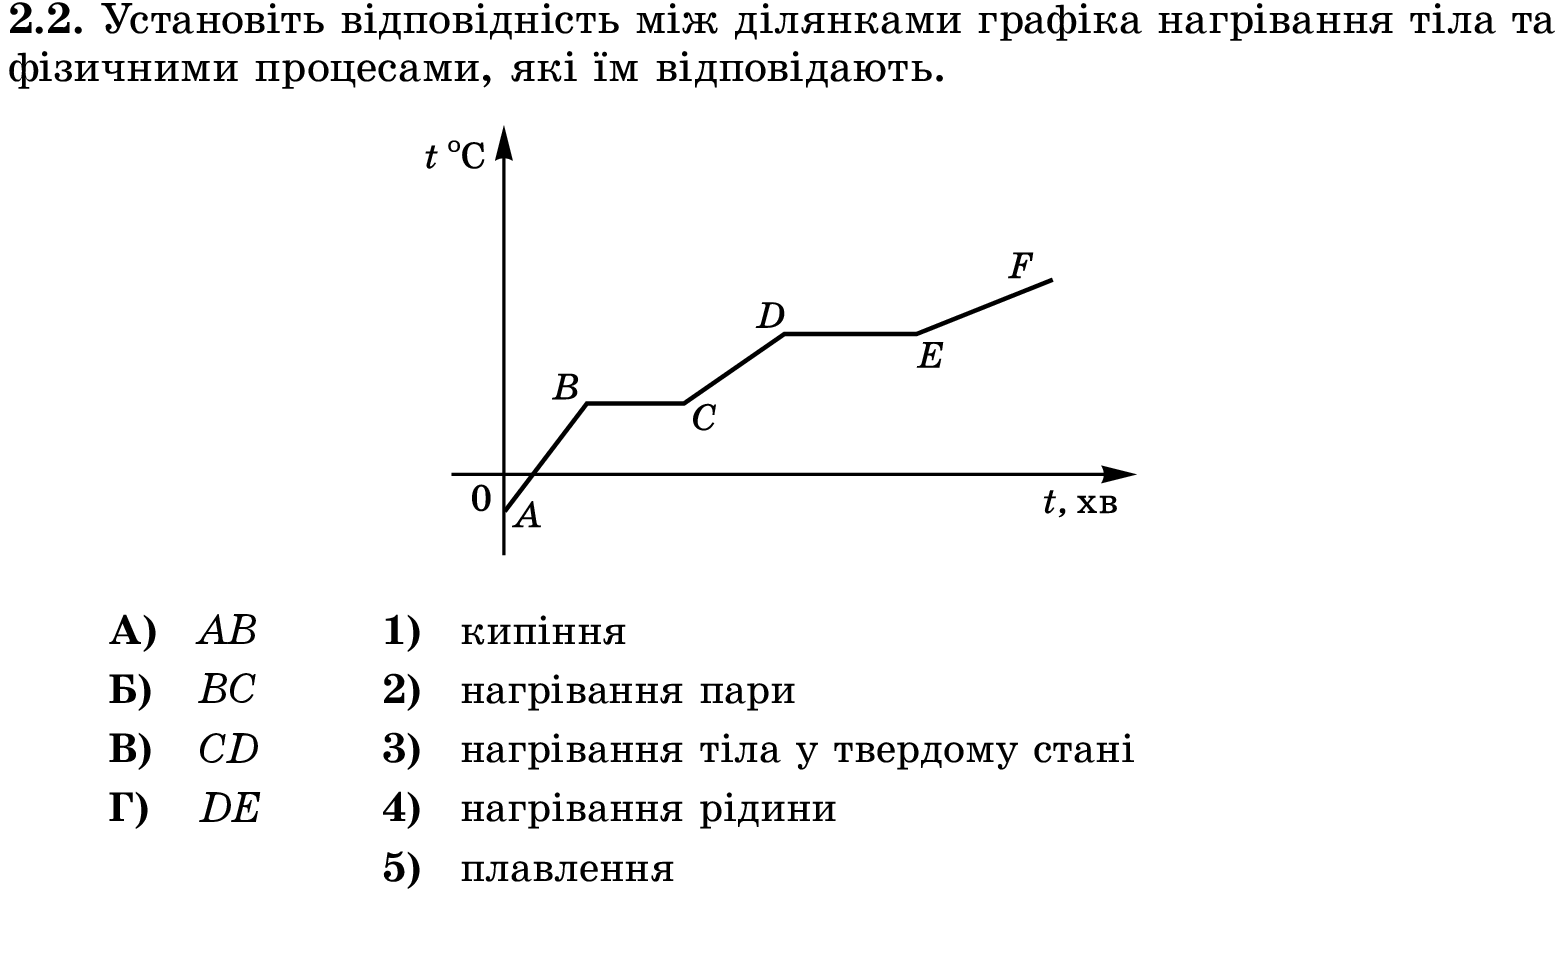 2.2. Установіть відповідність між ділянками графіка нагрівання тіла та
фізичними процесами, які їм відповідають.
t °C
F
D
E
B
C
0
A
t, хв
А) AB 1) кипіння
Б) BC 2) нагрівання пари
В) CD 3) нагрівання тіла у твердому стані
Г) DE 4) нагрівання рідини
5) плавлення